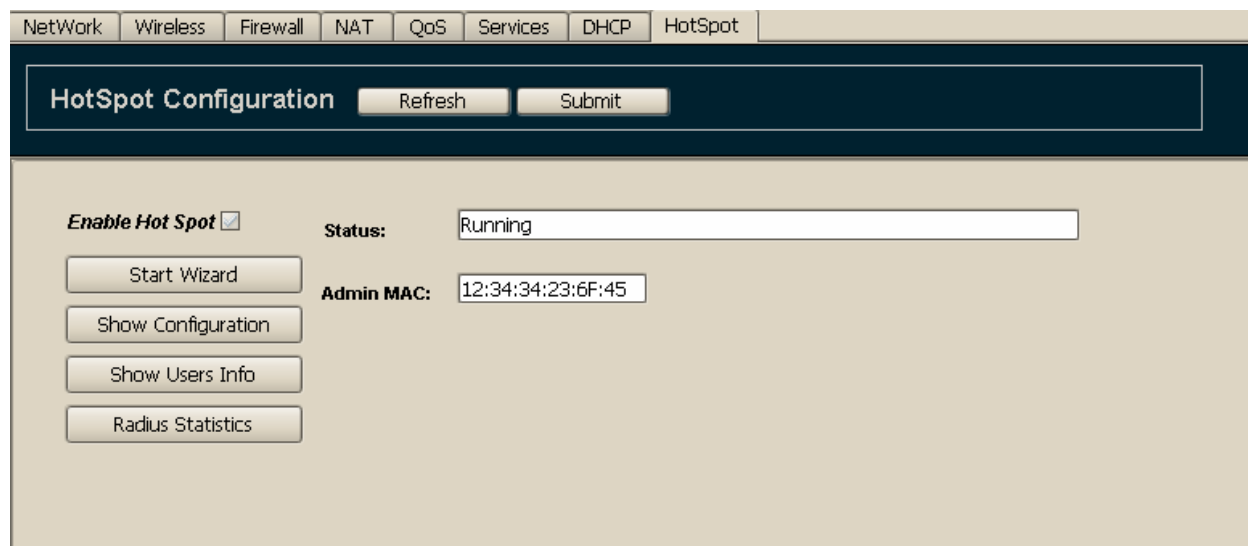 NetWork Wireless Firewall NAT QoS Services DHCP HotSpot
HotSpot Configuration Refresh Submit
Enable Hot Spot Status: Running
Start Wizard
Admin MAC: 12:34:34:23:6F:45
Show Configuration
Show Users Info
Radius Statistics